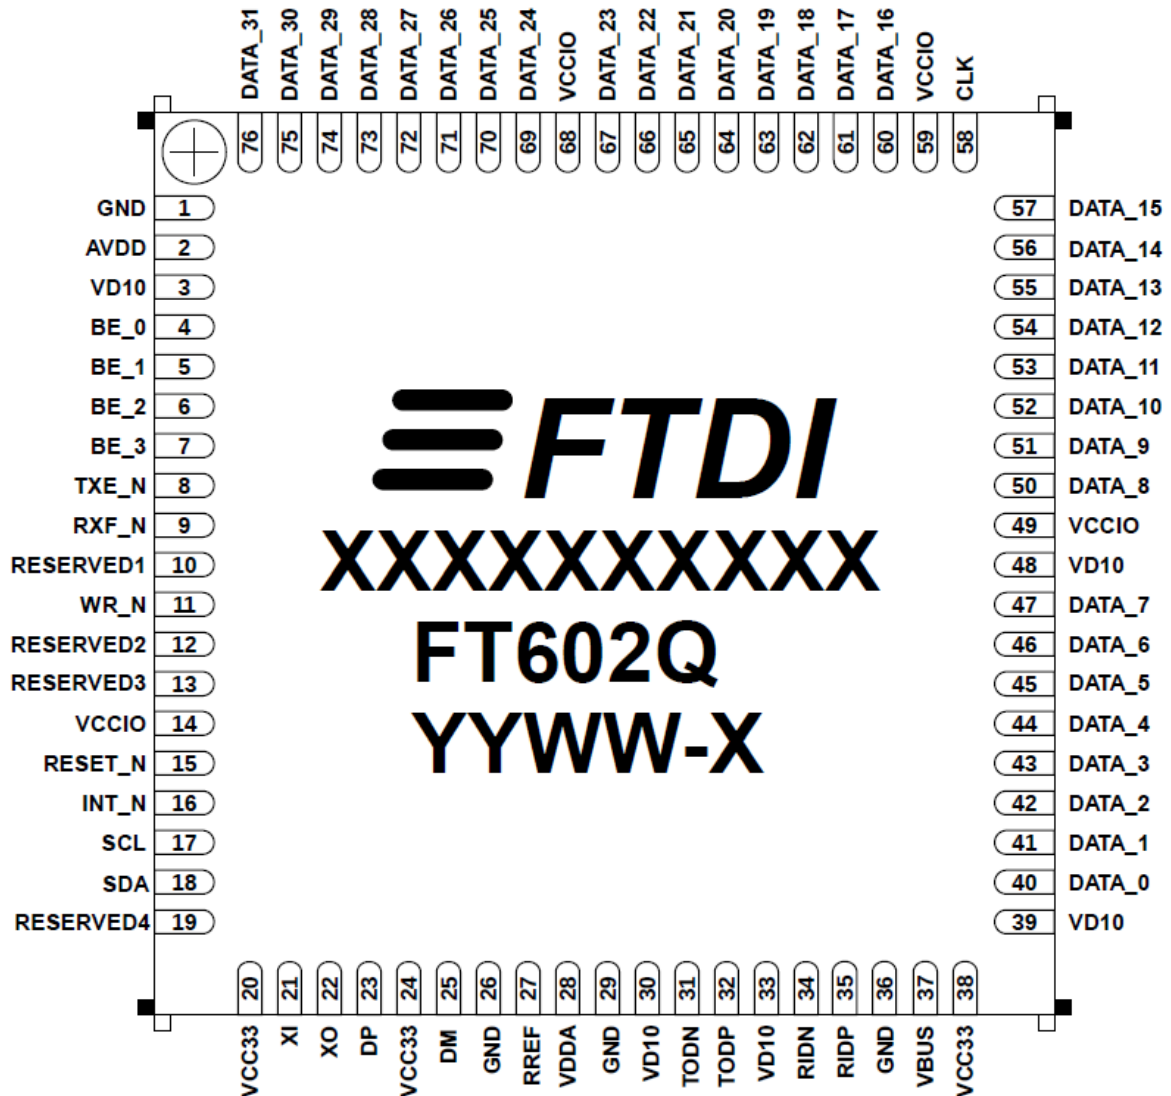 DATA_31 DATA_30 DATA_29 DATA_28 DATA_27 DATA_26 DATA_25 DATA_24 VCCIO DATA_23 DATA_22 DATA_21 DATA_20 DATA_19 DATA_18 DATA_17 DATA_16 VCCIO CLK
76 75 74 73 72 71 70 69 68 67 66 65 64 63 62 61 60 59 58
GND 1
AVDD 2
VD10 3
BE_0 4
BE_1 5
BE_2 6
BE_3 7
TXE_N 8
RXF_N 9
RESERVED1 10
WR_N 11
RESERVED2 12
RESERVED3 13
VCCIO 14
RESET_N 15
INT_N 16
SCL 17
SDA 18
RESERVED4 19
FTDI
XXXXXXXXXX
FT602Q
YYWW-X
57 DATA_15
56 DATA_14
55 DATA_13
54 DATA_12
53 DATA_11
52 DATA_10
51 DATA_9
50 DATA_8
49 VCCIO
48 VD10
47 DATA_7
46 DATA_6
45 DATA_5
44 DATA_4
43 DATA_3
42 DATA_2
41 DATA_1
40 DATA_0
39 VD10
20 21 22 23 24 25 26 27 28 29 30 31 32 33 34 35 36 37 38
VCC33 XI XO DP VCC33 DM GND RREF VDDA GND VD10 TODN TODP VD10 RIDN RIDP GND VBUS VCC33